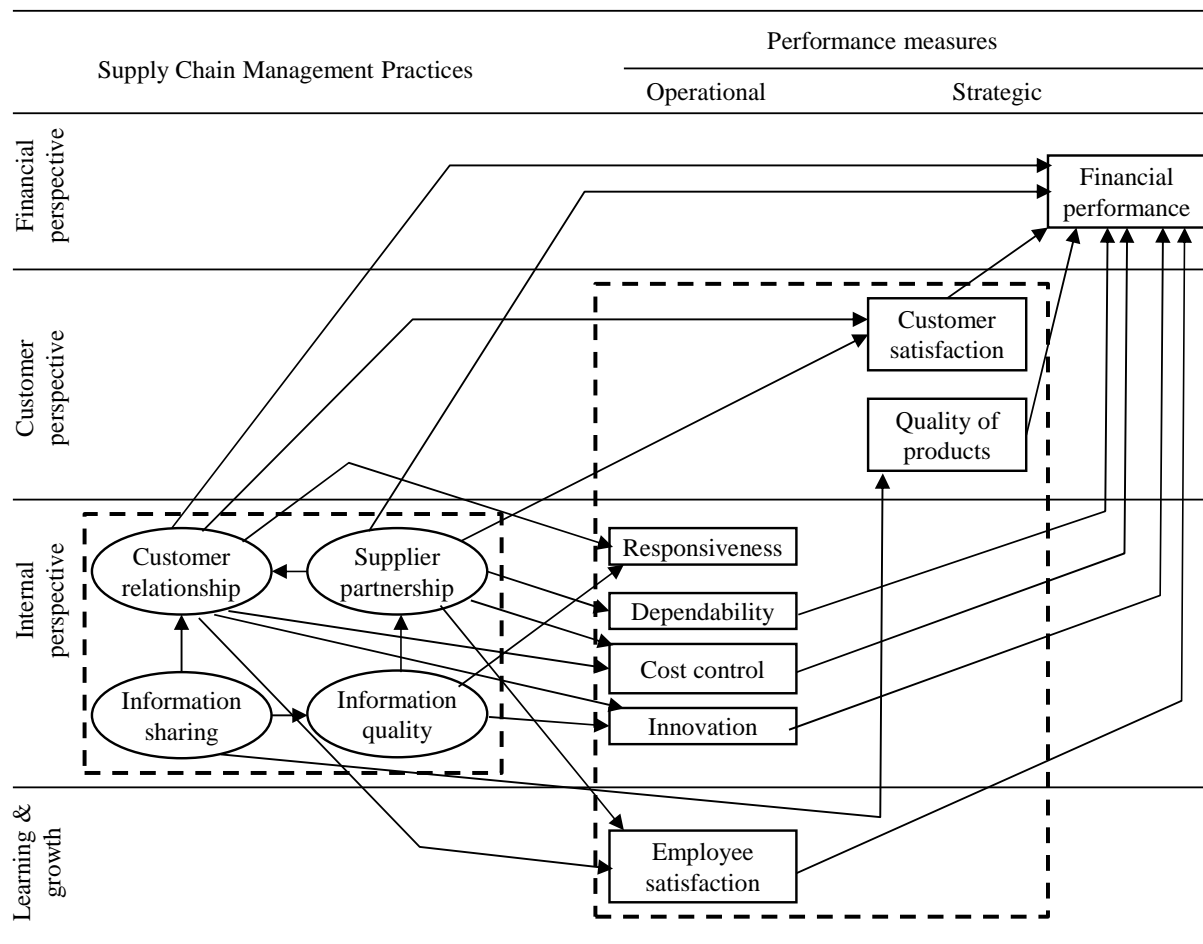 Performance measures
Supply Chain Management Practices
Operational
Strategic
Financial
perspective
Financial
performance
Customer
perspective
Customer
satisfaction
Quality of
products
Internal
perspective
Customer
relationship
Supplier
partnership
Responsiveness
Dependability
Cost control
Information
sharing
Information
quality
Innovation
Learning &
growth
Employee
satisfaction